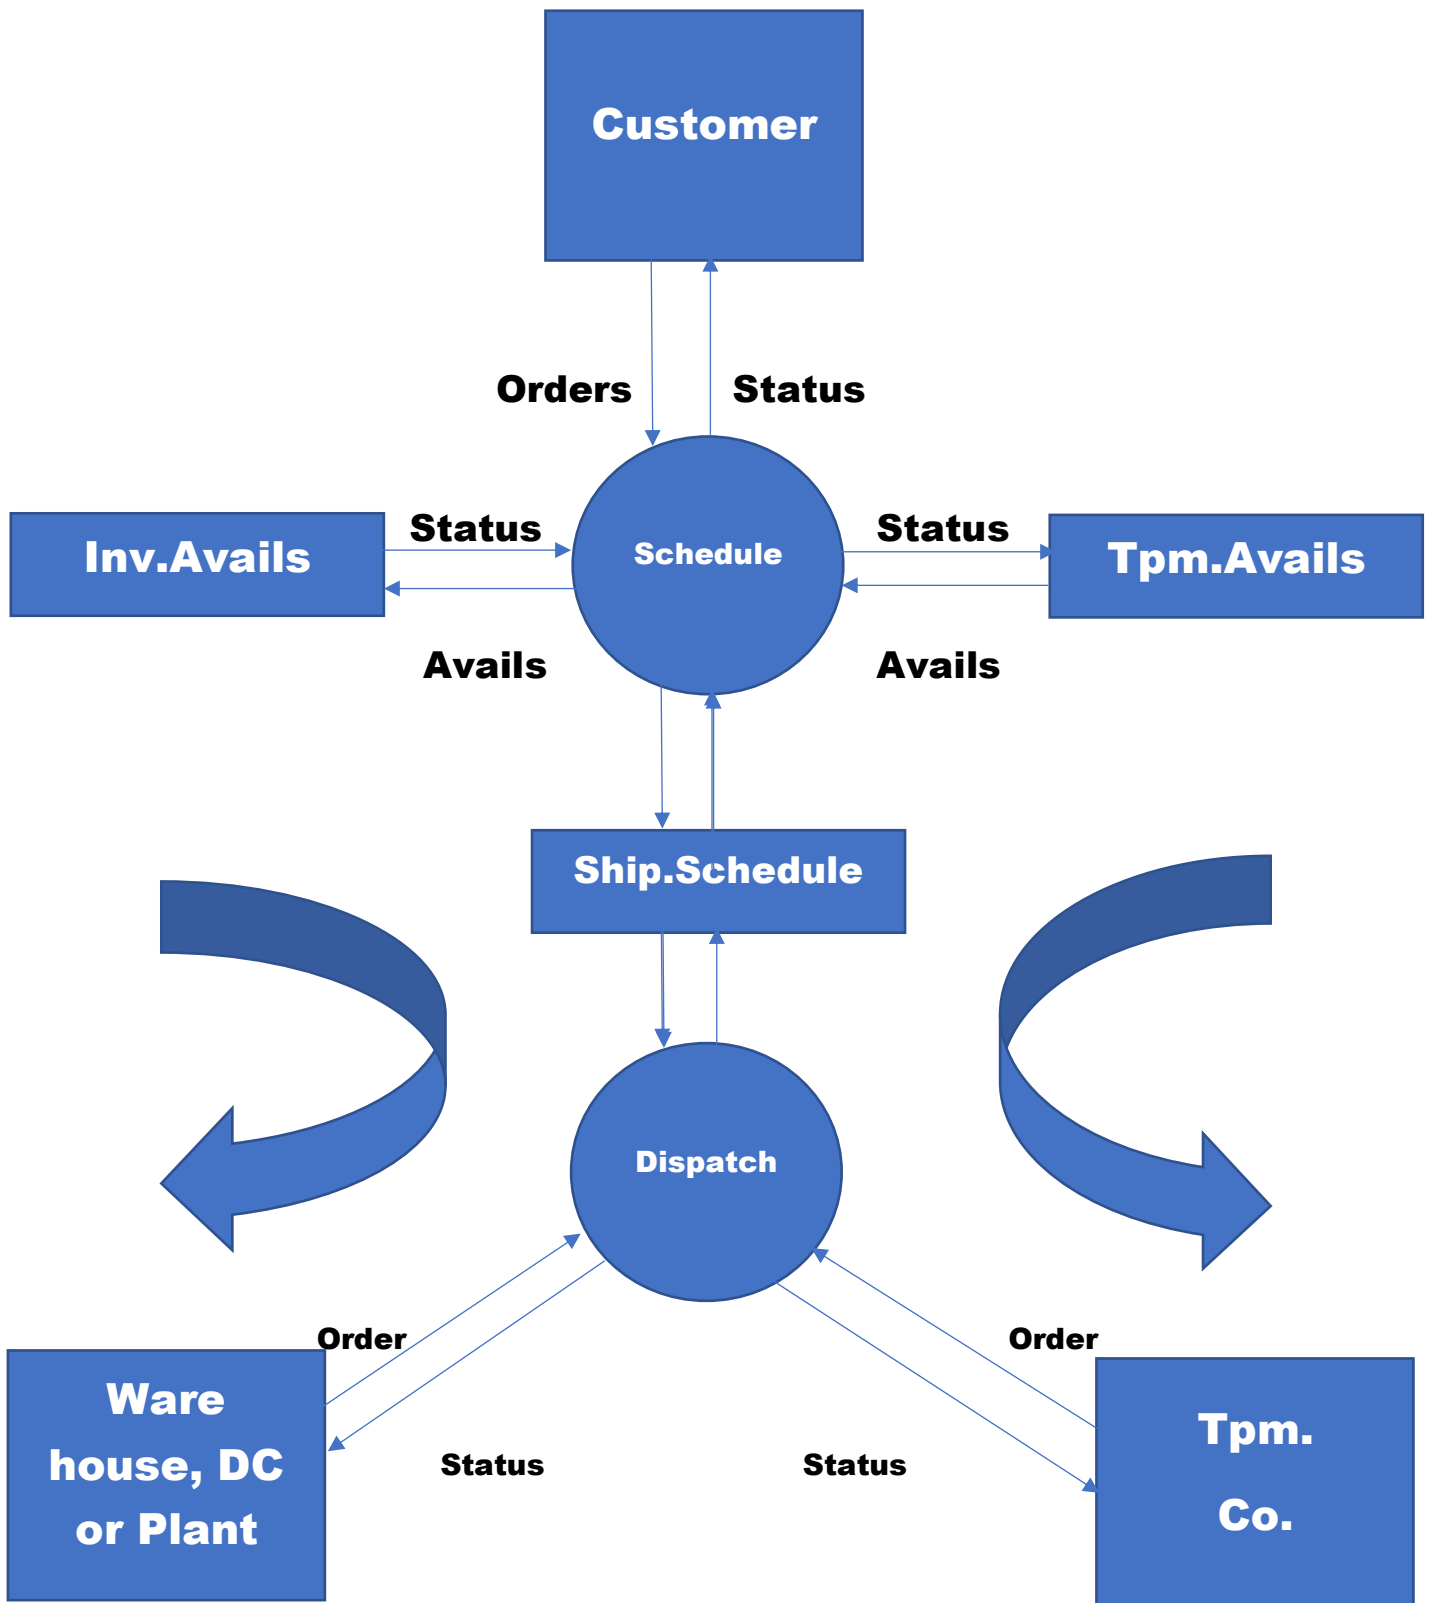 Customer
Orders
Status
Inv.Avails
Status
Schedule
Status
Tpm.Avails
Avails
Avails
Ship.Schedule
Dispatch
Order
Order
Ware
house, DC
or Plant
Status
Status
Tpm.
Co.